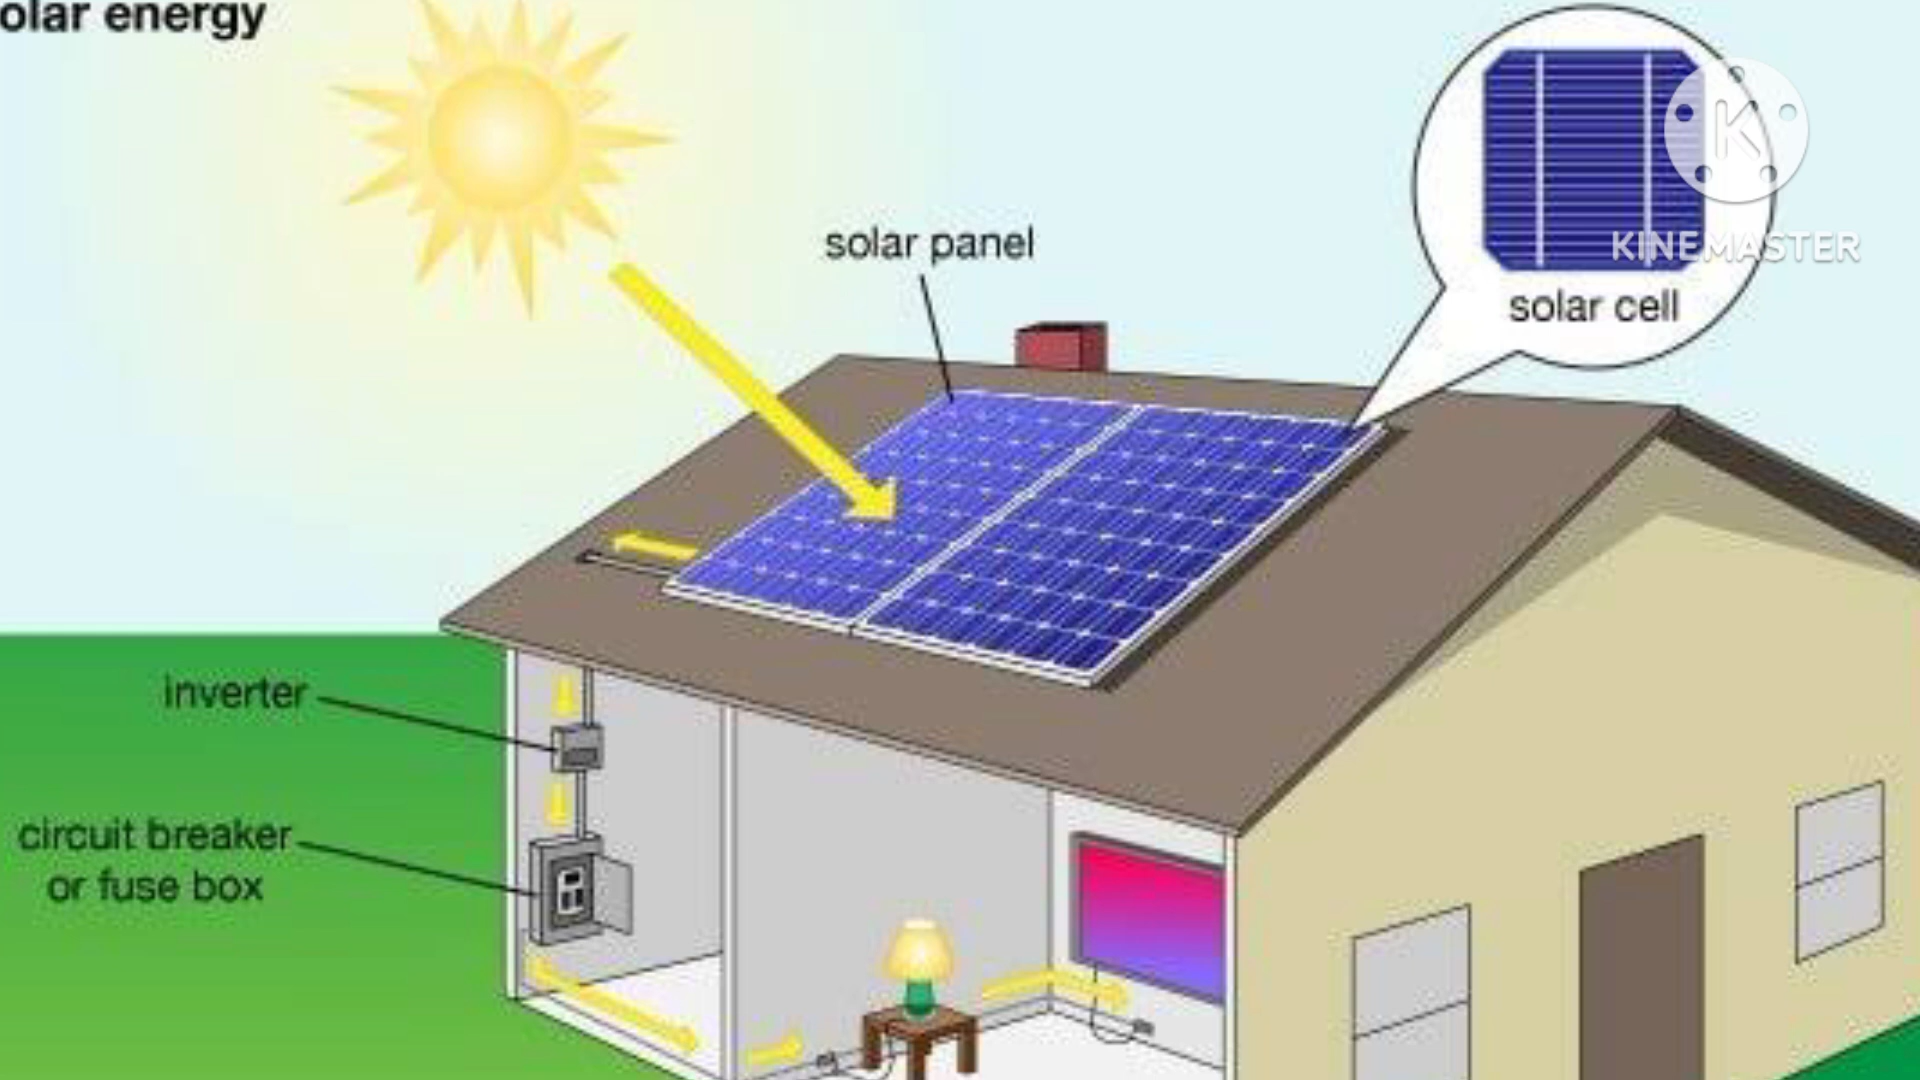 olar energy
solar panel
K
KINEMASTER
solar cell
inverter
circuit breaker
or fuse box